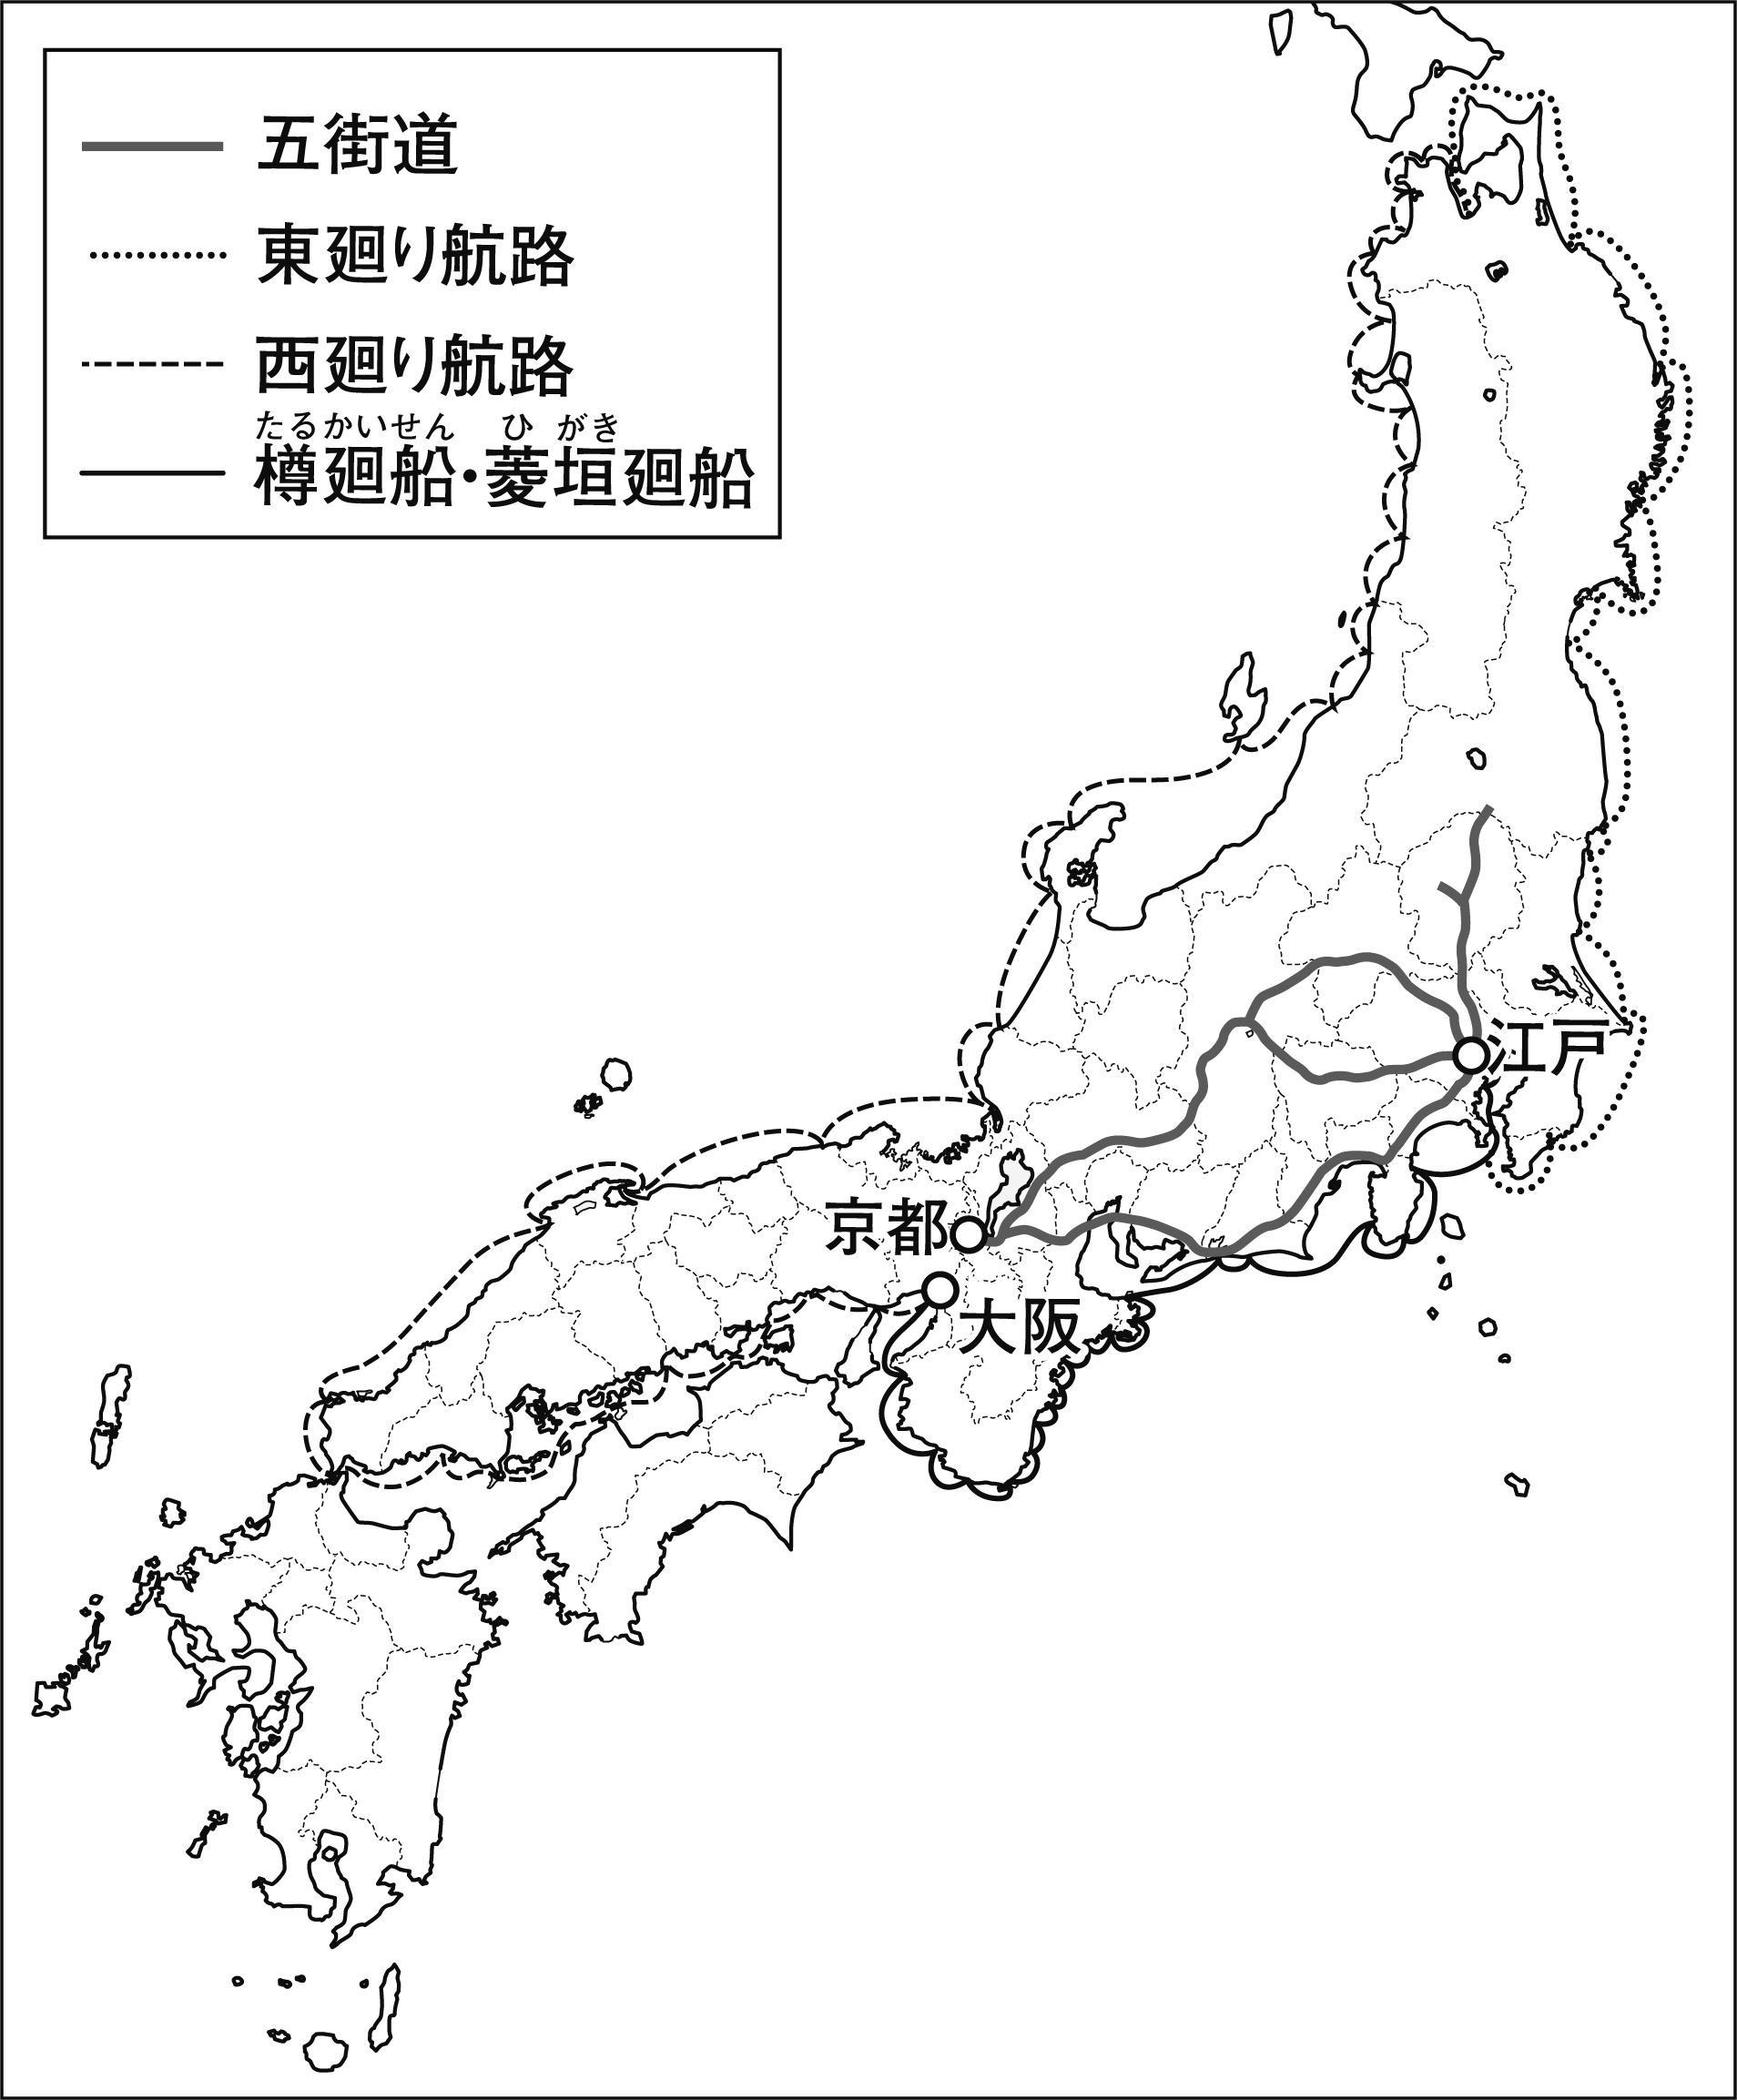 五街道
東廻り航路
西廻り航路
たるかいせん ひがき
樽廻船・菱垣廻船
江戸
京都
大阪